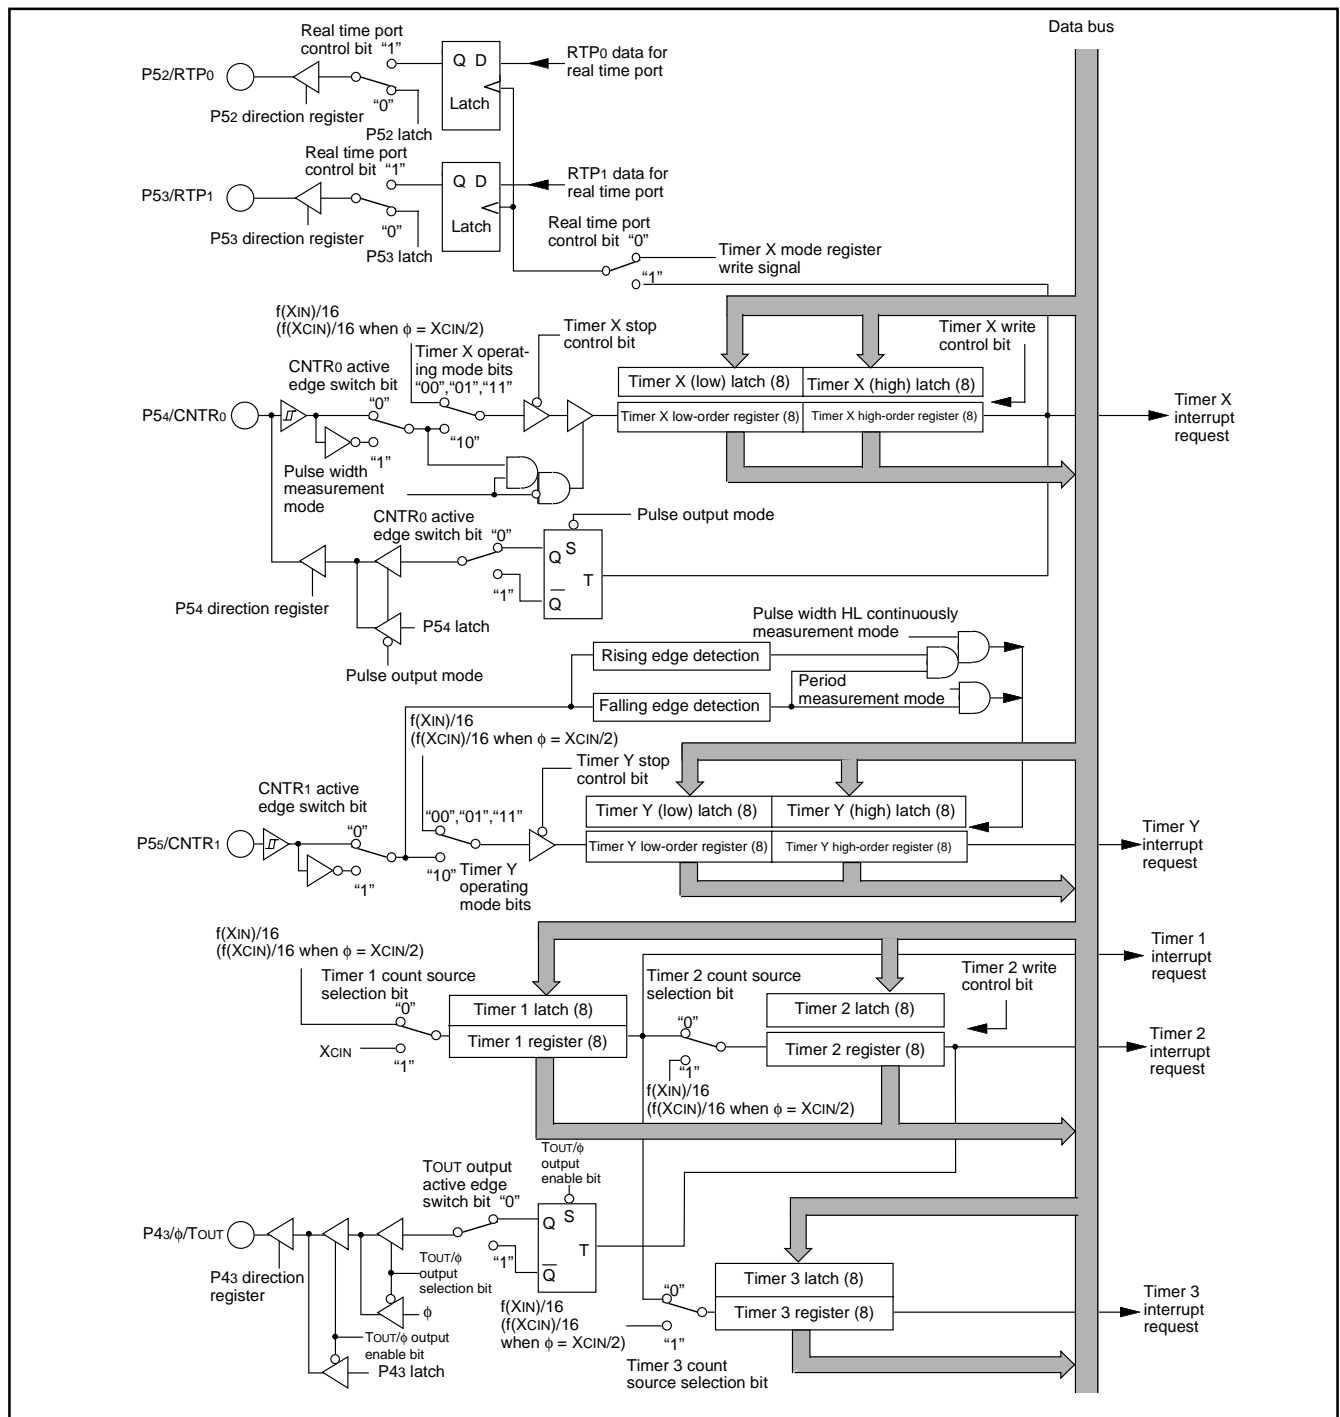 Data bus
Real time port
control bit “1”
Q D
Latch
RTP0 data for
real time port
P52/RTP0
“0”
P52 direction register
P52 latch
Real time port
control bit “1”
Q D
Latch
RTP1 data for
real time port
P53/RTP1
“0”
P53 direction register
P53 latch
Real time port
control bit “0”
“1”
Timer X mode register
write signal
f(XIN)/16
(f(XCIN)/16 when ϕ = XCIN/2)
Timer X stop
control bit
Timer X write
control bit
CNTR0 active
edge switch bit
Timer X operat-
ing mode bits
“00”,“01”,“11”
Timer X (low) latch (8)
Timer X (high) latch (8)
P54/CNTR0
“0”
“10”
“1”
Timer X low-order register (8)
Timer X high-order register (8)
Timer X
interrupt
request
Pulse width
measurement
mode
CNTR0 active
edge switch bit
“0”
“1”
Pulse output mode
Q S
T
Q
P54 direction register
P54 latch
Pulse output mode
Pulse width HL continuously
measurement mode
Rising edge detection
Period
measurement mode
Falling edge detection
f(XIN)/16
(f(XCIN)/16 when ϕ = XCIN/2)
Timer Y stop
control bit
CNTR1 active
edge switch bit
“00”,“01”,“11”
Timer Y (low) latch (8)
Timer Y (high) latch (8)
P55/CNTR1
“0”
“1”
“10”
Timer Y
operating
mode bits
Timer Y low-order register (8)
Timer Y high-order register (8)
Timer Y
interrupt
request
f(XIN)/16
(f(XCIN)/16 when ϕ = XCIN/2)
Timer 1 count source
selection bit
“0”
XCIN
“1”
Timer 1 latch (8)
Timer 1 register (8)
Timer 1
interrupt
request
Timer 2 count source
selection bit
“0”
“1”
f(XIN)/16
(f(XCIN)/16 when ϕ = XCIN/2)
Timer 2 write
control bit
Timer 2 latch (8)
Timer 2 register (8)
Timer 2
interrupt
request
TOUT/ϕ
output
enable bit
TOUT output
active edge
switch bit “0”
“1”
Q S
T
Q
P43/ϕ/TOUT
P43 direction
register
TOUT/ϕ
output
selection bit
ϕ
TOUT/ϕ output
enable bit
P43 latch
f(XIN)/16
(f(XCIN)/16
when ϕ = XCIN/2)
“0”
“1”
Timer 3 count
source selection bit
Timer 3 latch (8)
Timer 3 register (8)
Timer 3
interrupt
request